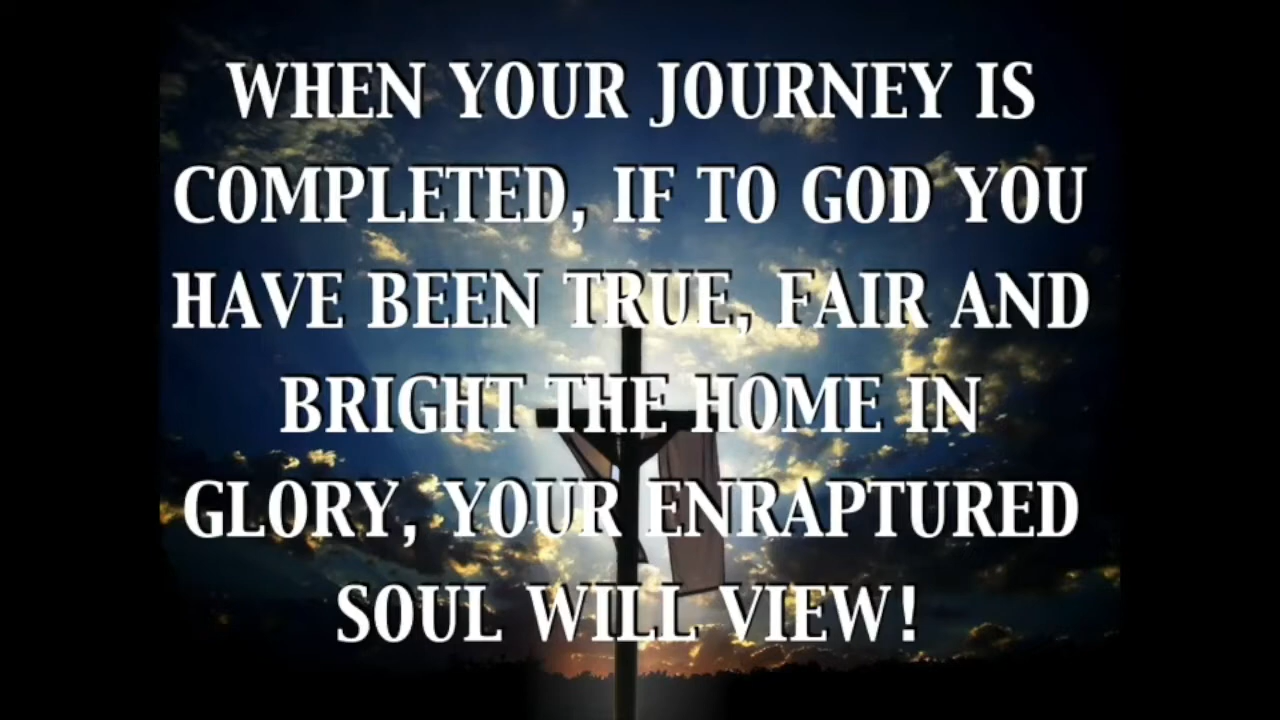 WHEN YOUR JOURNEY IS
COMPLETED, IF TO GOD YOU
HAVE BEEN TRUE, FAIR AND
BRIGHT THE HOME IN
GLORY, YOUR ENRAPTURED
SOUL WILL VIEW!